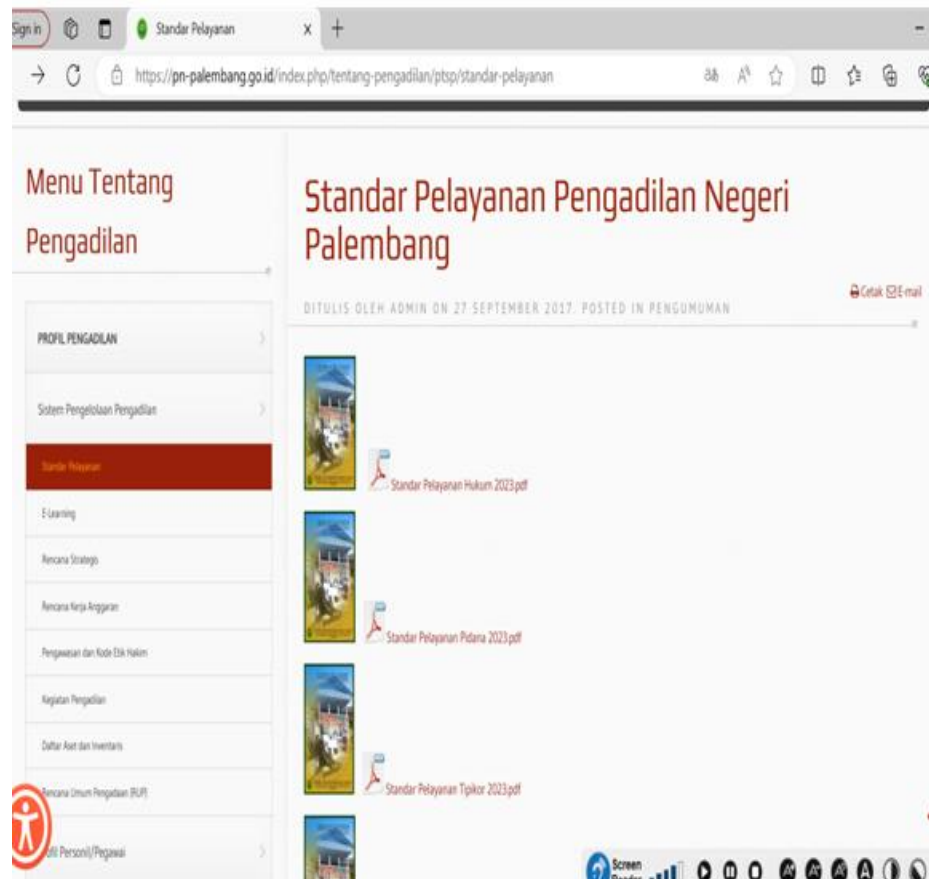 Sign in
Standar Pelayanan
https://pn-palembang.go.id/index.php/tentang-pengadilan/ptsp/standar-pelayanan
Menu Tentang
Pengadilan
PROFIL PENGADILAN
Sistem Pengelolaan Pengadilan
Standar Pelayanan
E-Learning
Rencana Strategis
Rencana Kerja Anggaran
Pengawasan dan Kode Etik Hakim
Kegiatan Pengadilan
Daftar Aset dan Inventaris
Rencana Umum Pengadaan (RUP)
Profil Personil/Pegawai
Standar Pelayanan Pengadilan Negeri
Palembang
Cetak E-mail
DITULIS OLEH ADMIN ON 27 SEPTEMBER 2017. POSTED IN PENGUMUMAN
Standar Pelayanan Hukum 2023.pdf
Standar Pelayanan Pidana 2023.pdf
Standar Pelayanan Tipikor 2023.pdf
Screen
Reader